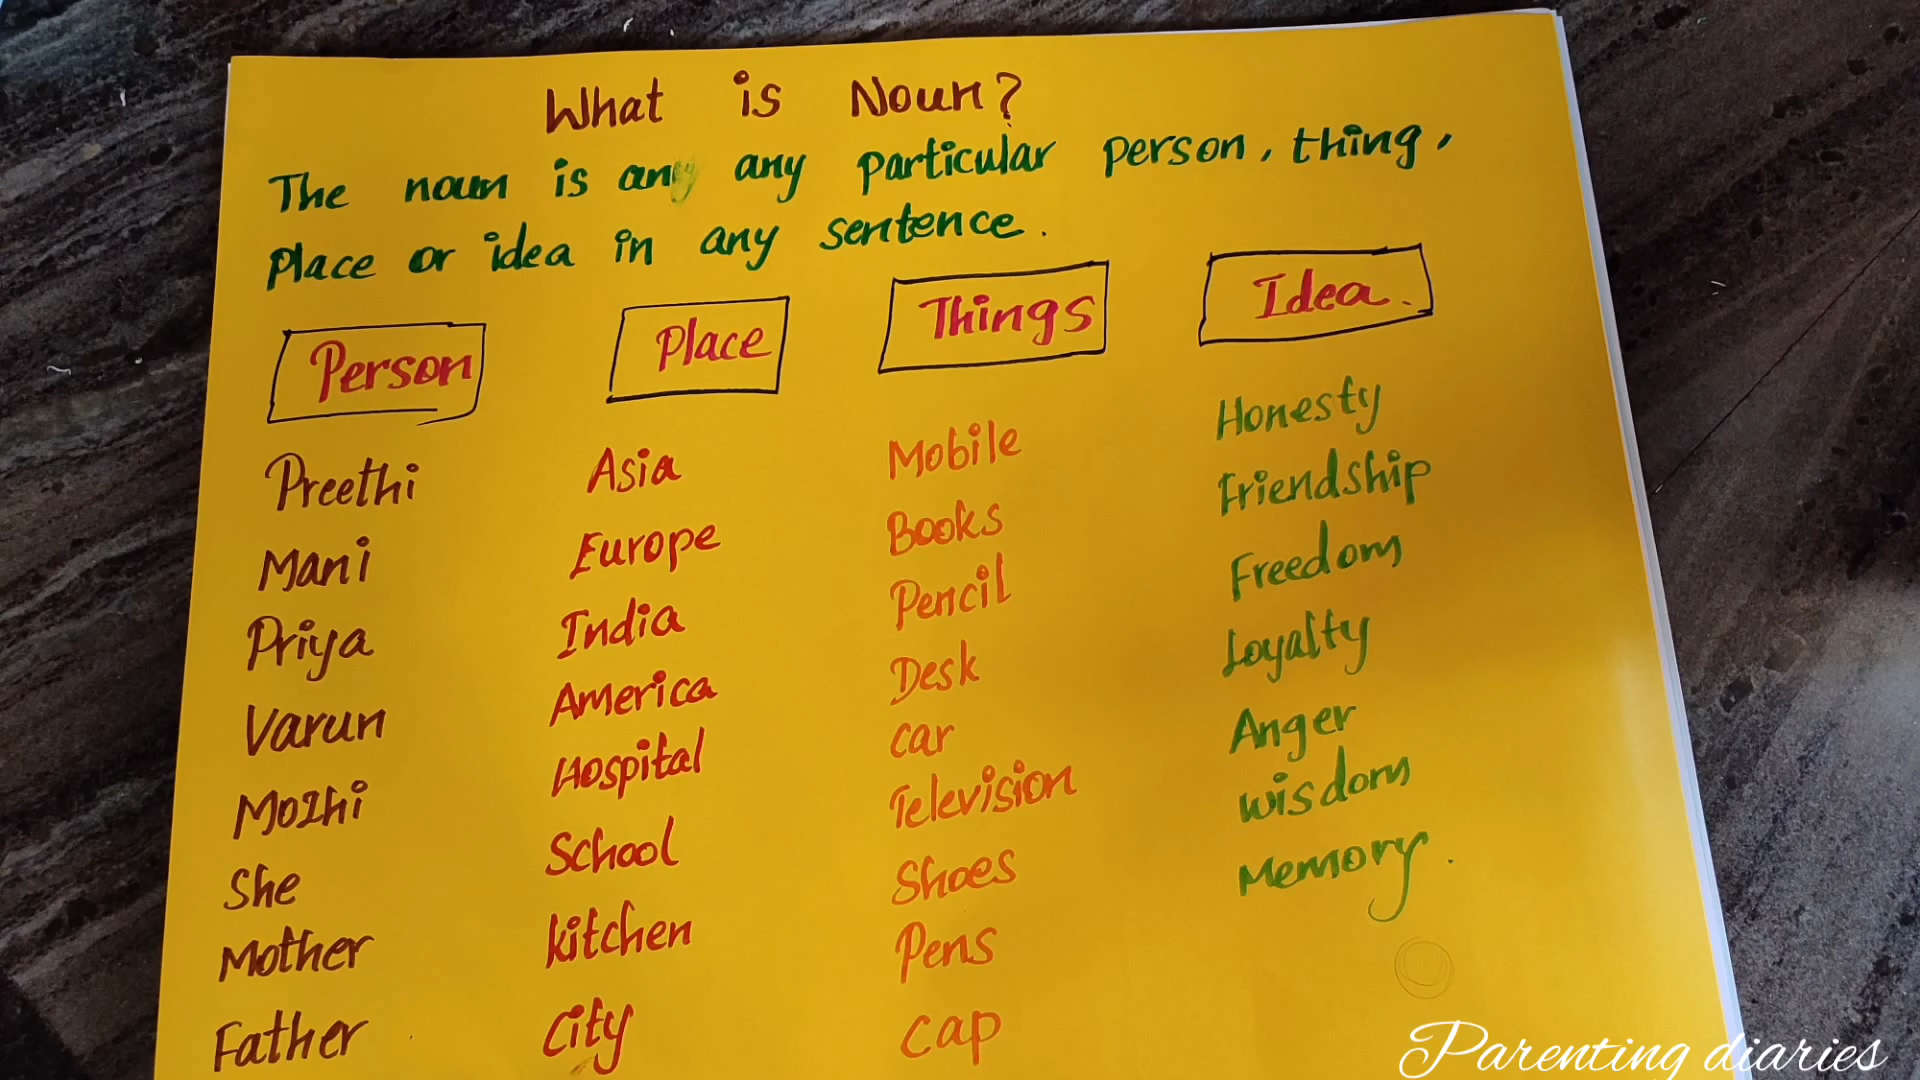 What is Noun?
The noun is any any particular person, thing,
place or idea in any sentence.
Person
Preethi
Mani
Priya
Varun
Mozhi
She
Mother
Father
Place
Asia
Europe
India
America
Hospital
School
kitchen
City
Things
Mobile
Books
Pencil
Desk
car
Television
Shoes
Pens
cap
Idea.
Honesty
Friendship
Freedom
Loyalty
Anger
wisdom
Memory.
Parenting diaries